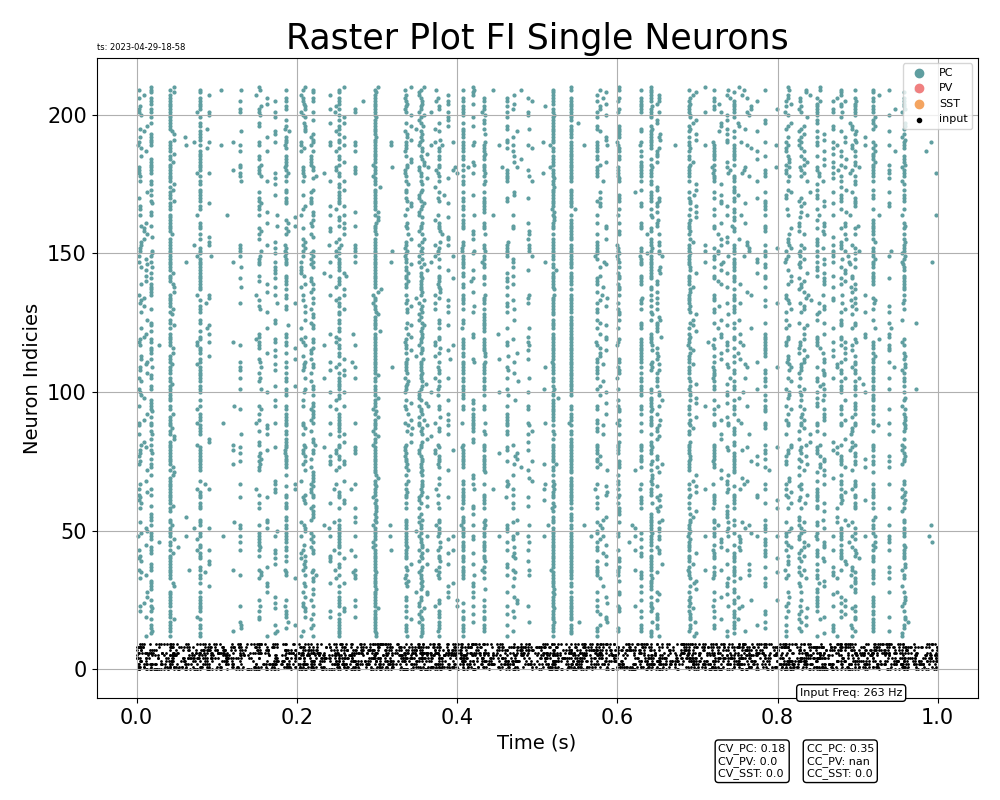 Raster Plot FI Single Neurons
ts: 2023-04-29-18-58
PC
PV
SST
input
200
150
100
50
0
Neuron Indicies
0.0 0.2 0.4 0.6 0.8 1.0
Time (s)
Input Freq: 263 Hz
CV_PC: 0.18
CV_PV: 0.0
CV_SST: 0.0
CC_PC: 0.35
CC_PV: nan
CC_SST: 0.0